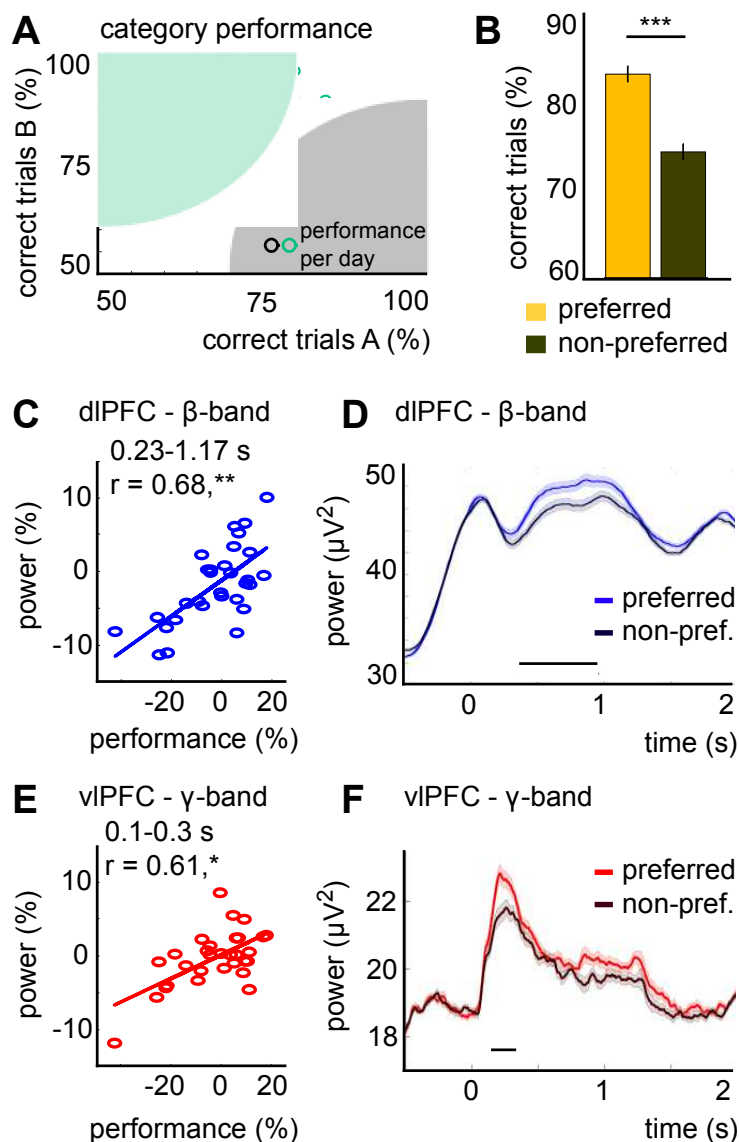 A category performance
100
75
50
correct trials B (%)
performance
per day
50 75 100
correct trials A (%)
B
90
80
70
60
correct trials (%)
***
preferred
non-preferred
C dlPFC - β-band
0.23-1.17 s
r = 0.68,**
10
0
-10
power (%)
-20 0 20
performance (%)
D dlPFC - β-band
50
40
30
power (µV²)
preferred
non-pref.
0 1 2
time (s)
E vlPFC - γ-band
0.1-0.3 s
r = 0.61,*
10
0
-10
power (%)
-20 0 20
performance (%)
F vlPFC - γ-band
22
20
18
power (µV²)
preferred
non-pref.
0 1 2
time (s)